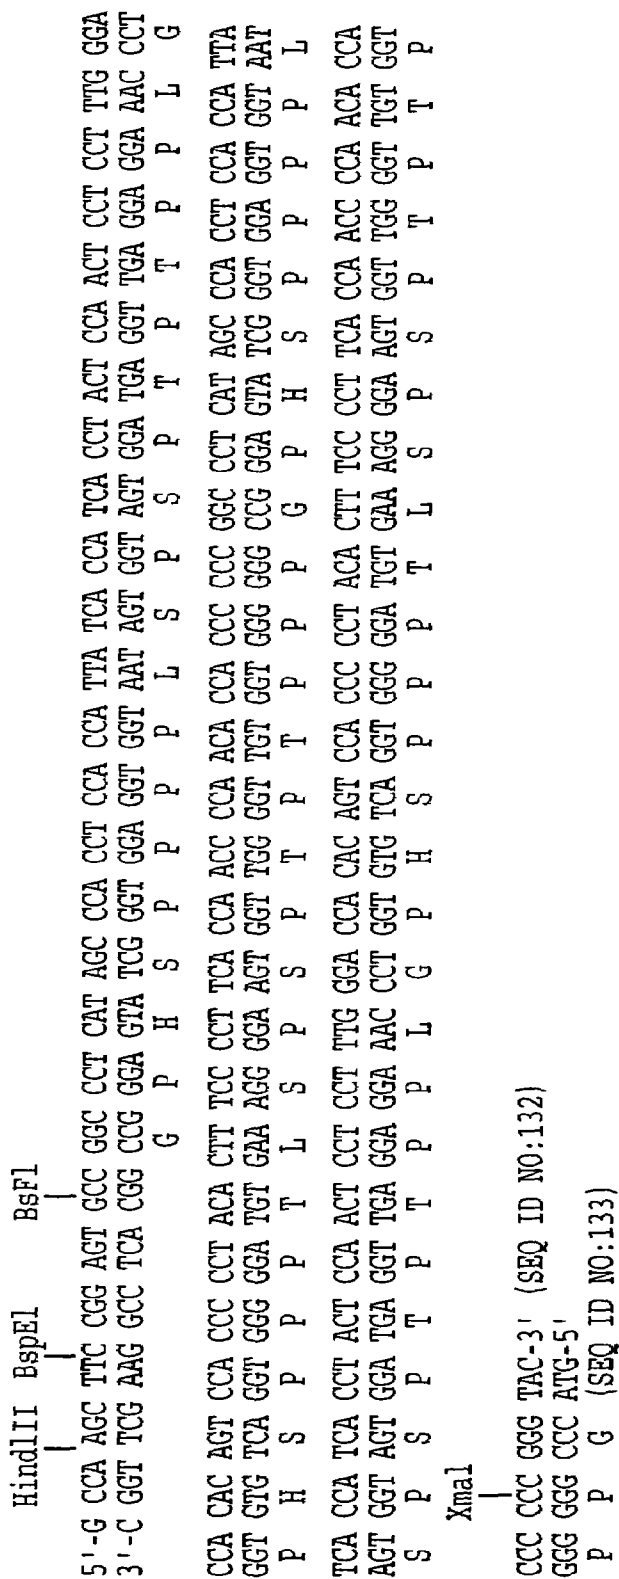 HindlII BspEl BsFl
5'-G CCA AGC TTC CGG AGT GCC GGC CCT CAT AGC CCA CCT CCA CCA TTA TCA CCA TCA CCT ACT CCA ACT CCT CCT TTG GGA
3'-C GGT TCG AAG GCC TCA CGG CCG GGA GTA TCG GGT GGA GGT GGT AAT AGT GGT AGT GGA TGA GGT TGA GGA GGA AAC CCT
G P H S P P P P L S P S P T P T P P L G
CCA CAC AGT CCA CCC CCT ACA CTT TCC CCT TCA CCA ACC CCA ACA CCA CCC CCC GGC CCT CAT AGC CCA CCT CCA CCA TTA
GGT GTG TCA GGT GGG GGA TGT GAA AGG GGA AGT GGT TGG GGT TGT GGT GGG GGG CCG GGA GTA TCG GGT GGA GGT GGT AAT
P H S P P P T L S P S P T P T P P P G P H S P P P P L
TCA CCA TCA CCT ACT CCA ACT CCT CCT TTG GGA CCA CAC AGT CCA CCC CCT ACA CTT TCC CCT TCA CCA ACC CCA ACA CCA
AGT GGT AGT GGA TGA GGT TGA GGA GGA AAC CCT GGT GTG TCA GGT GGG GGA TGT GAA AGG GGA AGT GGT TGG GGT TGT GGT
S P S P T P T P P L G P H S P P P T L S P S P T P T P
Xmal
CCC CCC GGG TAC-3' (SEQ ID NO:132)
GGG GGG CCC ATG-5'
P P G (SEQ ID NO:133)